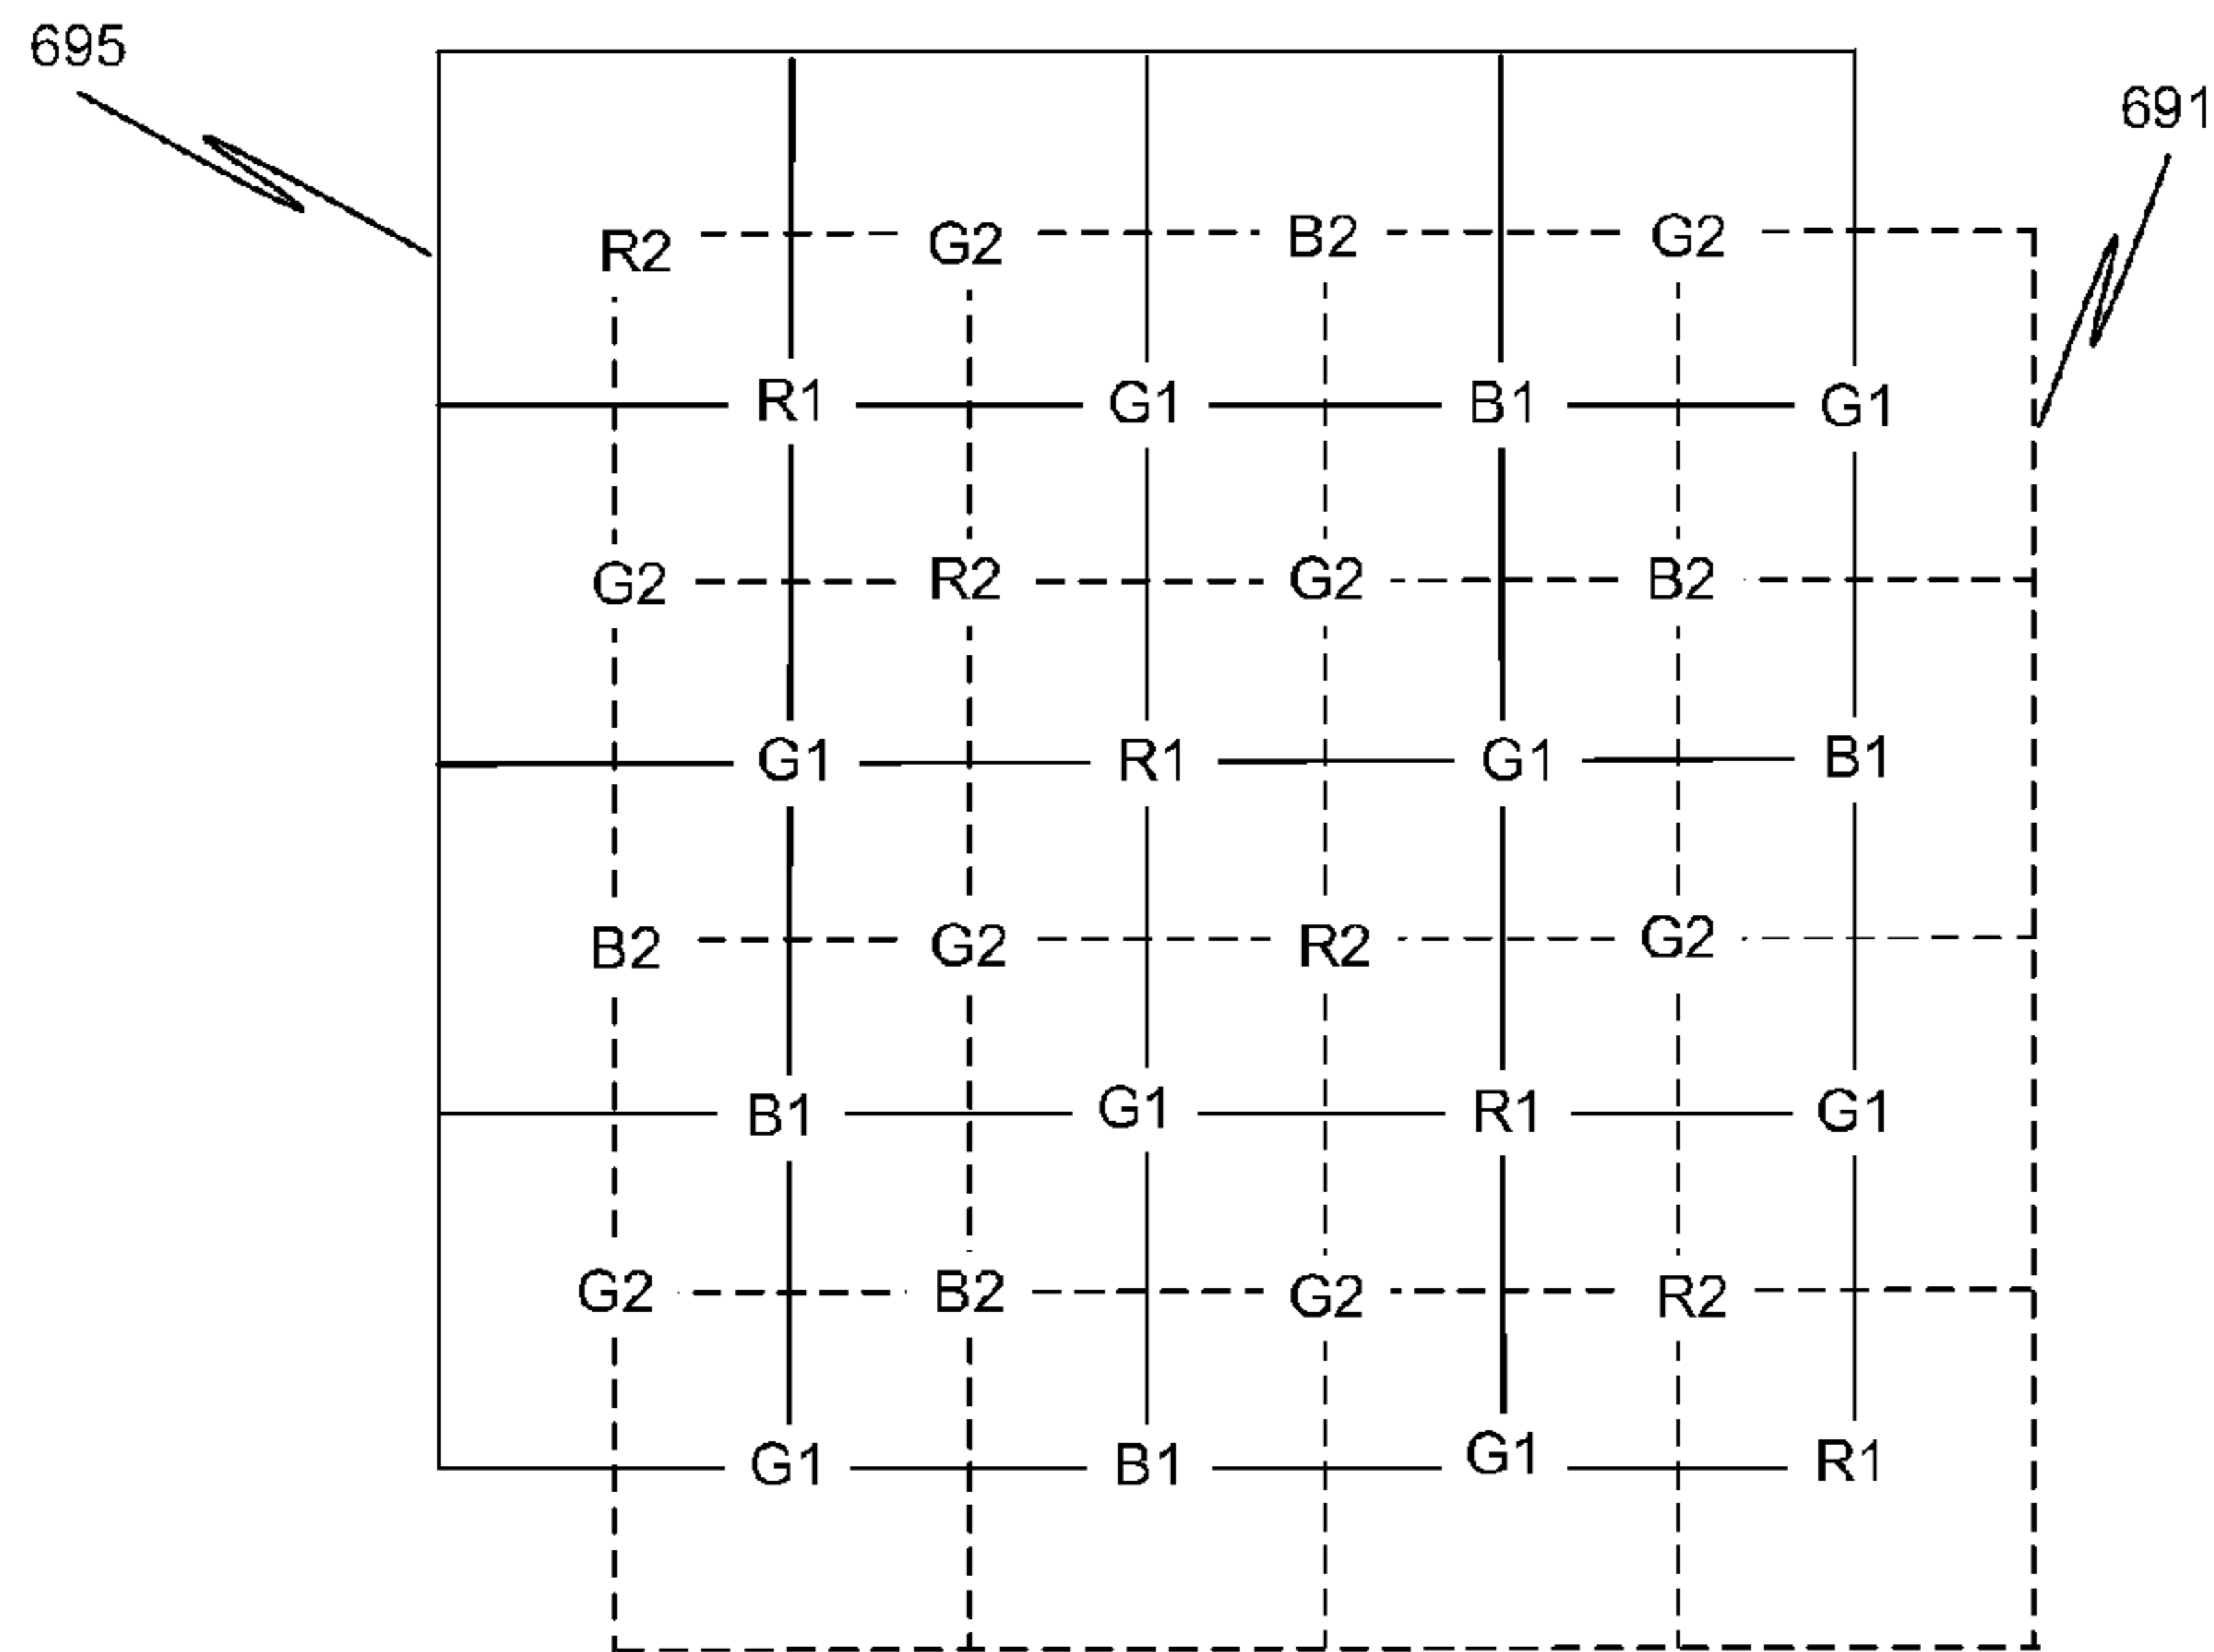 695
691
R2 G2 B2 G2
R1 G1 B1 G1
G2 R2 G2 B2
G1 R1 G1 B1
B2 G2 R2 G2
B1 G1 R1 G1
G2 B2 G2 R2
G1 B1 G1 R1